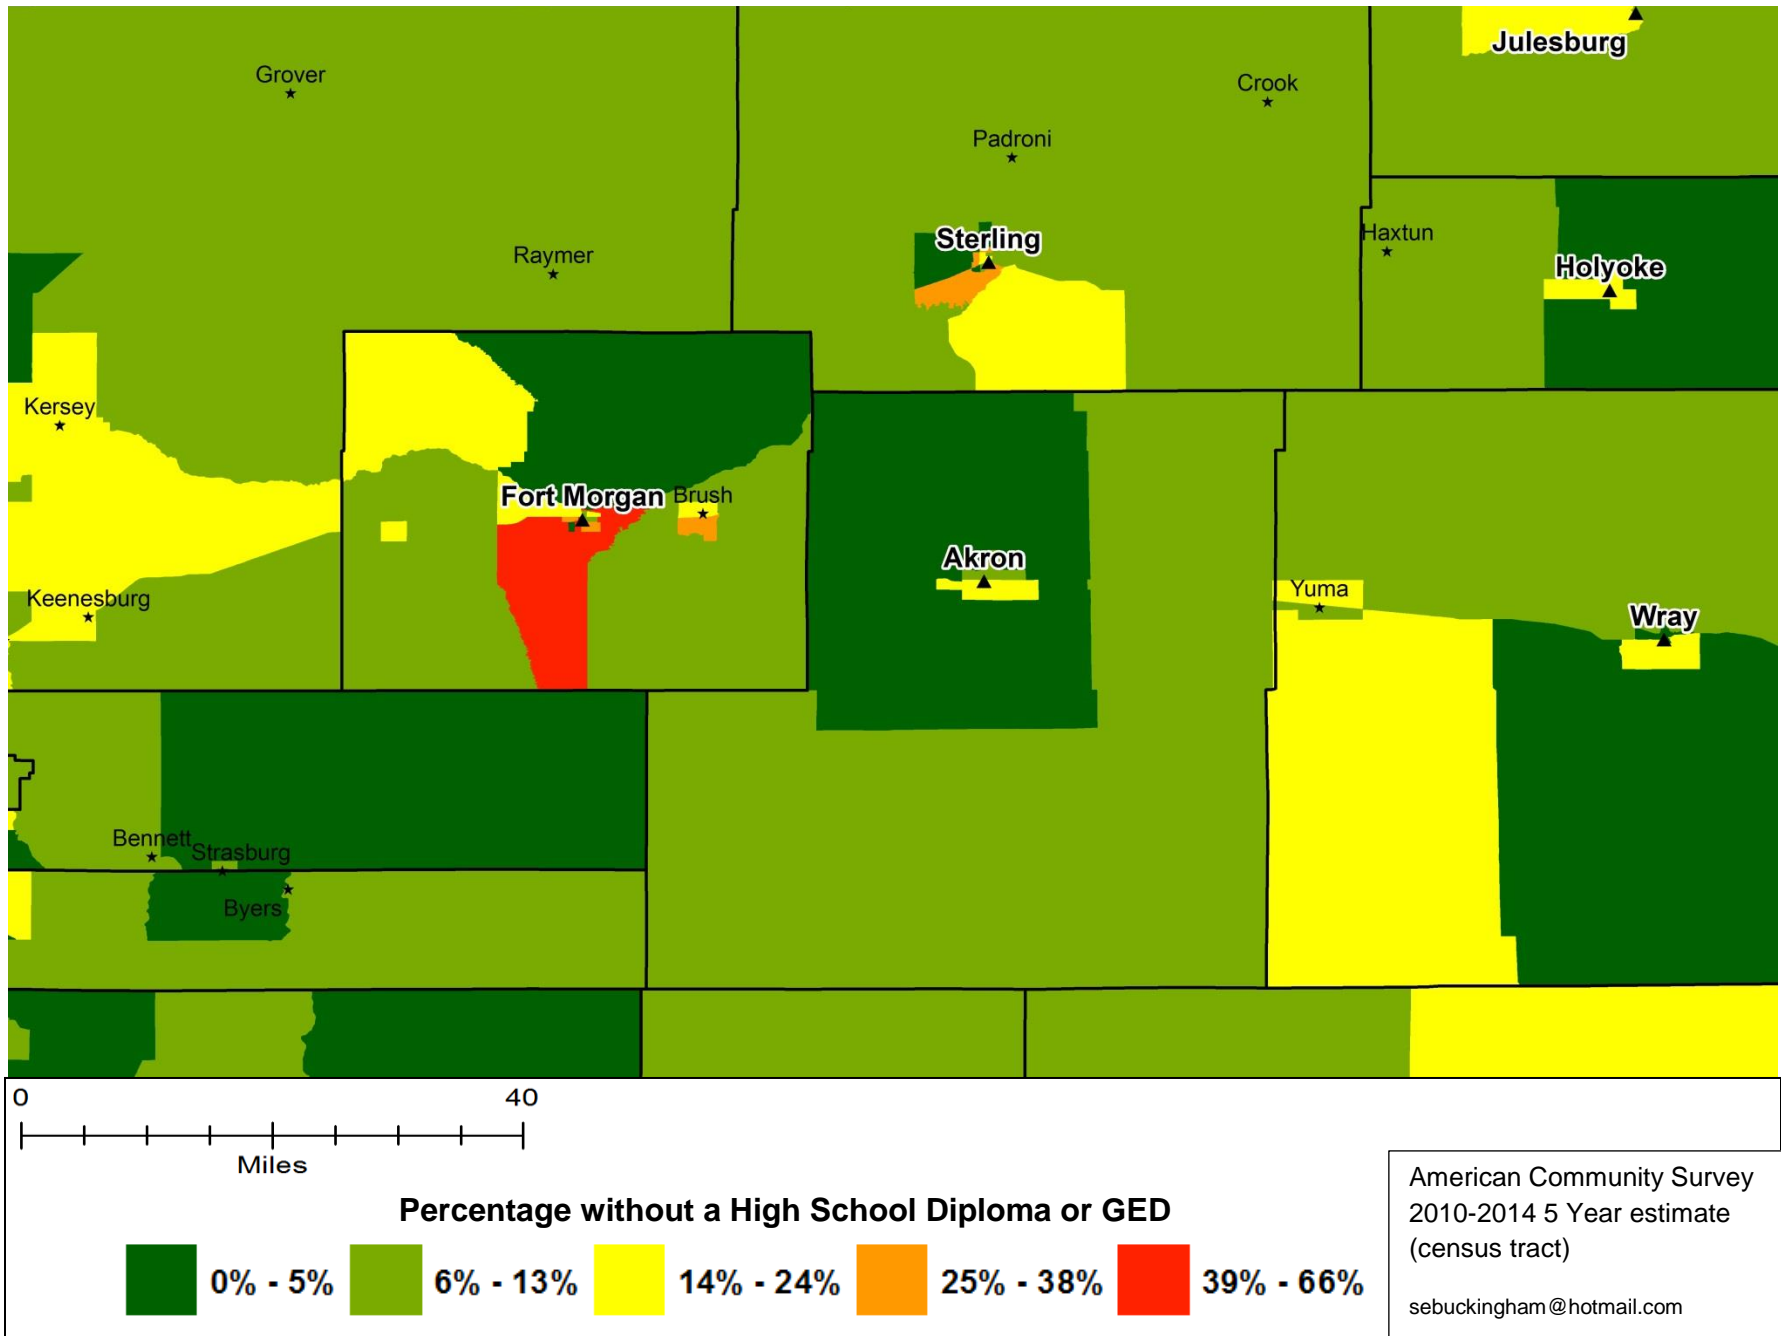 Julesburg
Grover
Crook
Padroni
Sterling
Haxtun
Raymer
Holyoke
Kersey
Fort Morgan
Brush
Akron
Yuma
Keenesburg
Wray
Bennett
Strasburg
Byers
0 40
Miles
Percentage without a High School Diploma or GED
0% - 5% 6% - 13% 14% - 24% 25% - 38% 39% - 66%
American Community Survey
2010-2014 5 Year estimate
(census tract)
sebuckingham@hotmail.com